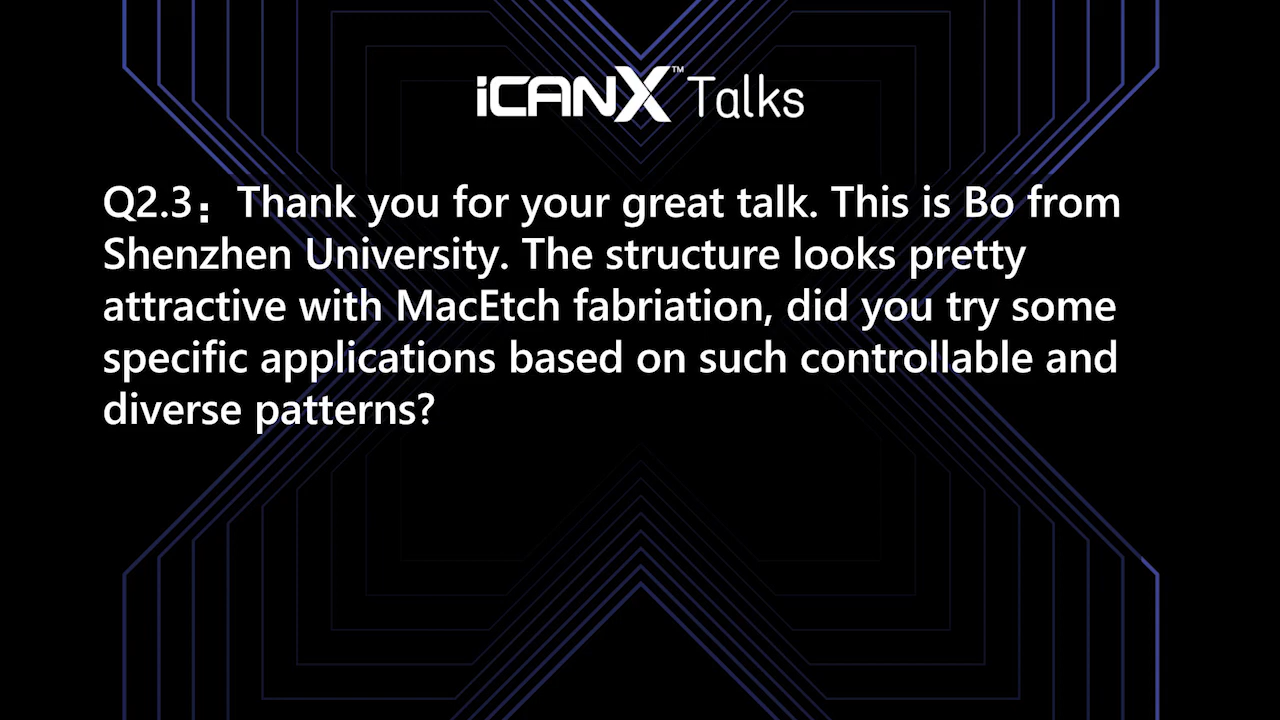 iCANX™ Talks
Q2.3：Thank you for your great talk. This is Bo from
Shenzhen University. The structure looks pretty
attractive with MacEtch fabriation, did you try some
specific applications based on such controllable and
diverse patterns?